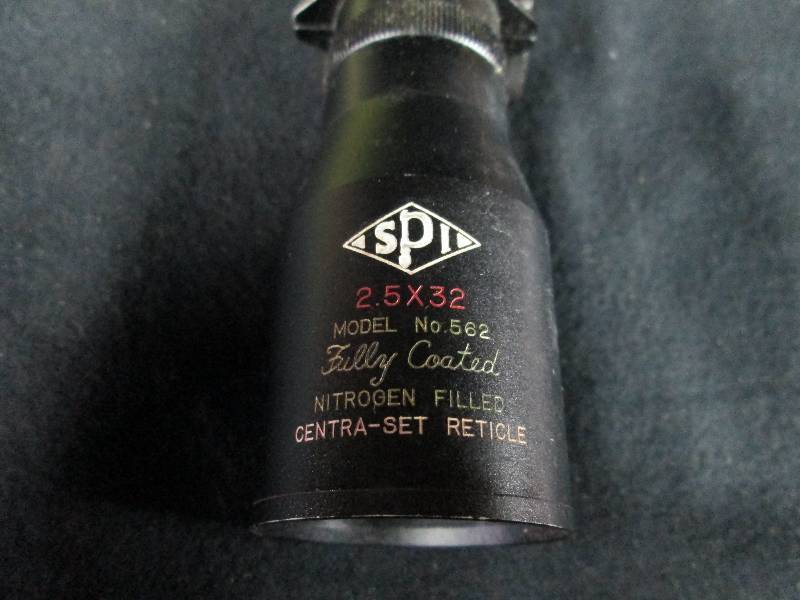 SPI
2.5X32
MODEL No.562
Fully Coated
NITROGEN FILLED
CENTRA-SET RETICLE